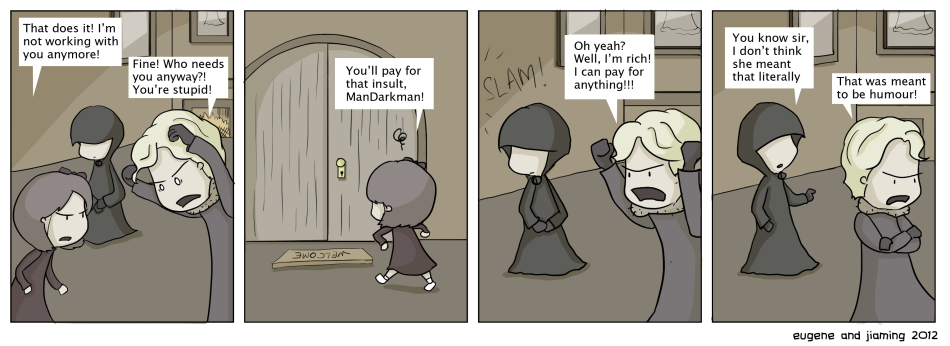 That does it! I'm
not working with
you anymore!
Fine! Who needs
you anyway?!
You're stupid!
You'll pay for
that insult,
ManDarkman!
WELCOME
SLAM!
Oh yeah?
Well, I'm rich!
I can pay for
anything!!!
You know sir,
I don't think
she meant
that literally
That was meant
to be humour!
eugene and jiaming 2012